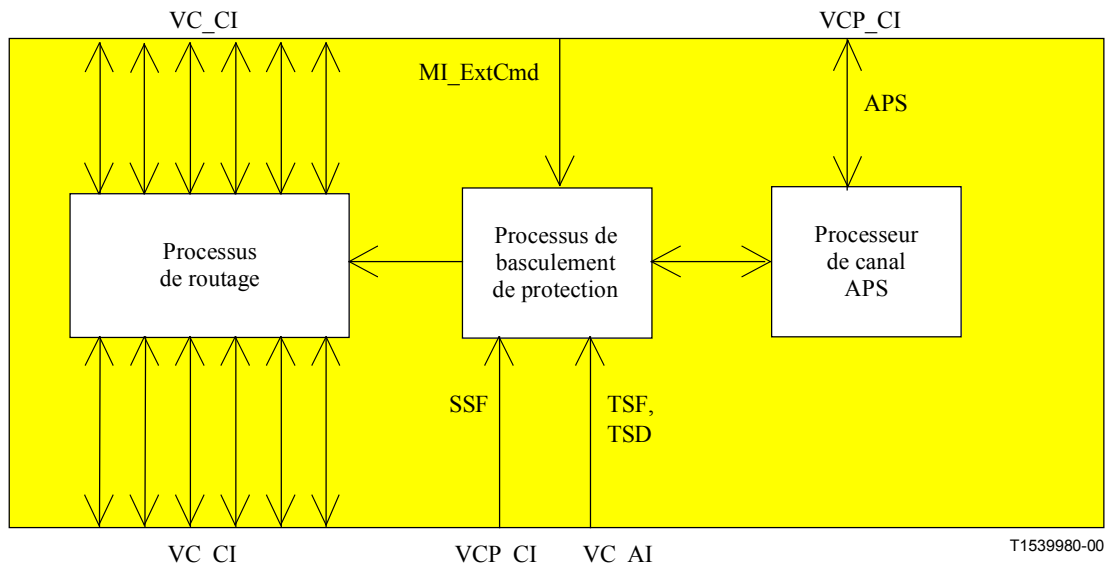 VC_CI
VCP_CI
MI_ExtCmd
APS
Processus
de routage
Processus de
basculement
de protection
Processeur
de canal
APS
SSF
TSF,
TSD
VC_CI
VCP_CI
VC_AI
T1539980-00